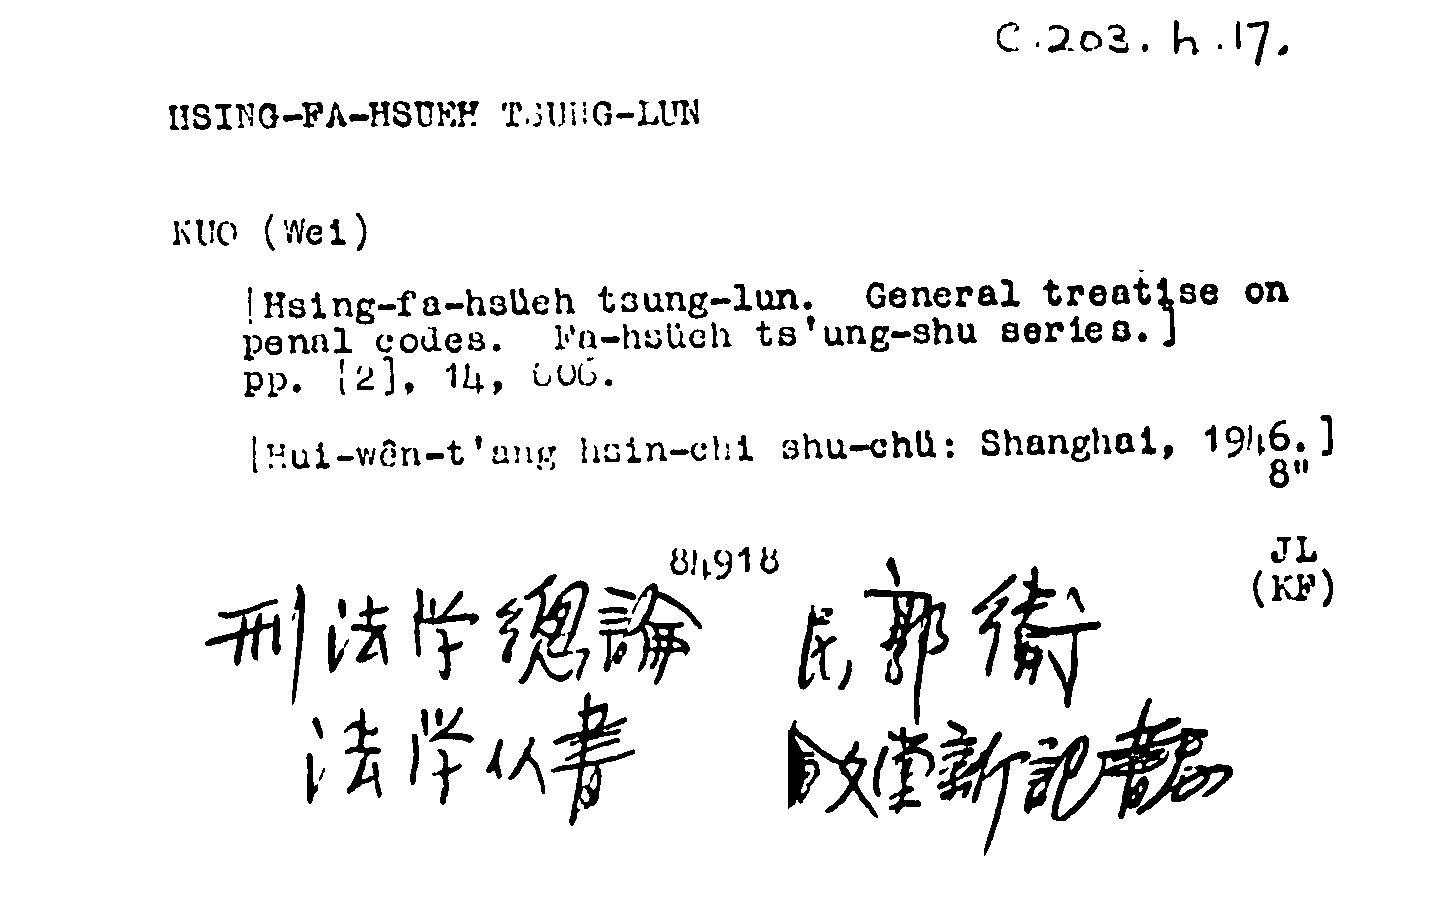 C.203.h.17.
HSING-FA-HSUEH TSUNG-LUN
KUO (Wei)
[Hsing-fa-hsüeh tsung-lun. General treatise on
penal codes. Fa-hsüeh ts'ung-shu series.]
pp. [2], 14, 606.
[Hui-wên-t'ang hsin-chi shu-chü: Shanghai, 1946.]
8"
84918
JL
(KF)
刑法学總論 民郭衛
法学从書 文堂新記書局